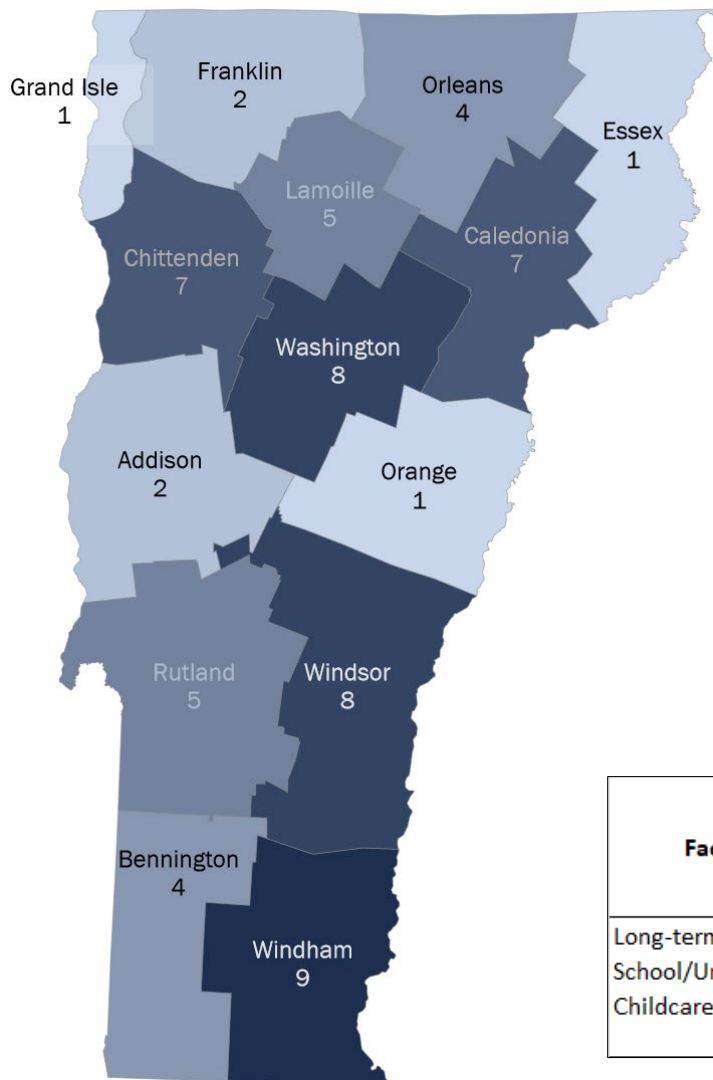 Franklin
2
Grand Isle
1
Orleans
4
Essex
1
Lamoille
5
Chittenden
7
Caledonia
7
Washington
8
Addison
2
Orange
1
Rutland
5
Windsor
8
Bennington
4
Windham
9
Long-term
Childcare